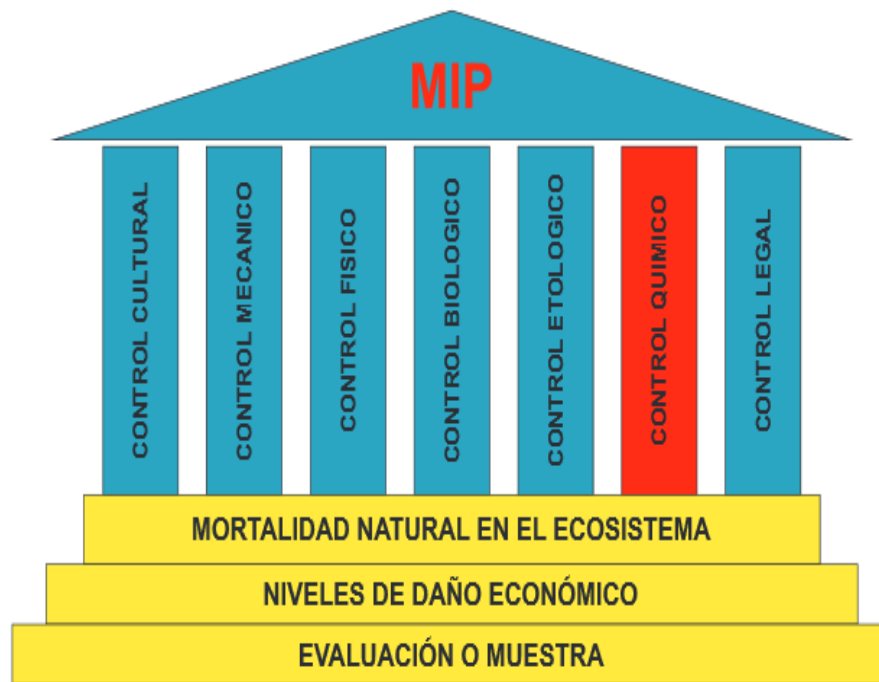 MIP
CONTROL CULTURAL
CONTROL MECANICO
CONTROL FISICO
CONTROL BIOLOGICO
CONTROL ETOLOGICO
CONTROL QUIMICO
CONTROL LEGAL
MORTALIDAD NATURAL EN EL ECOSISTEMA
NIVELES DE DAÑO ECONÓMICO
EVALUACIÓN O MUESTRA